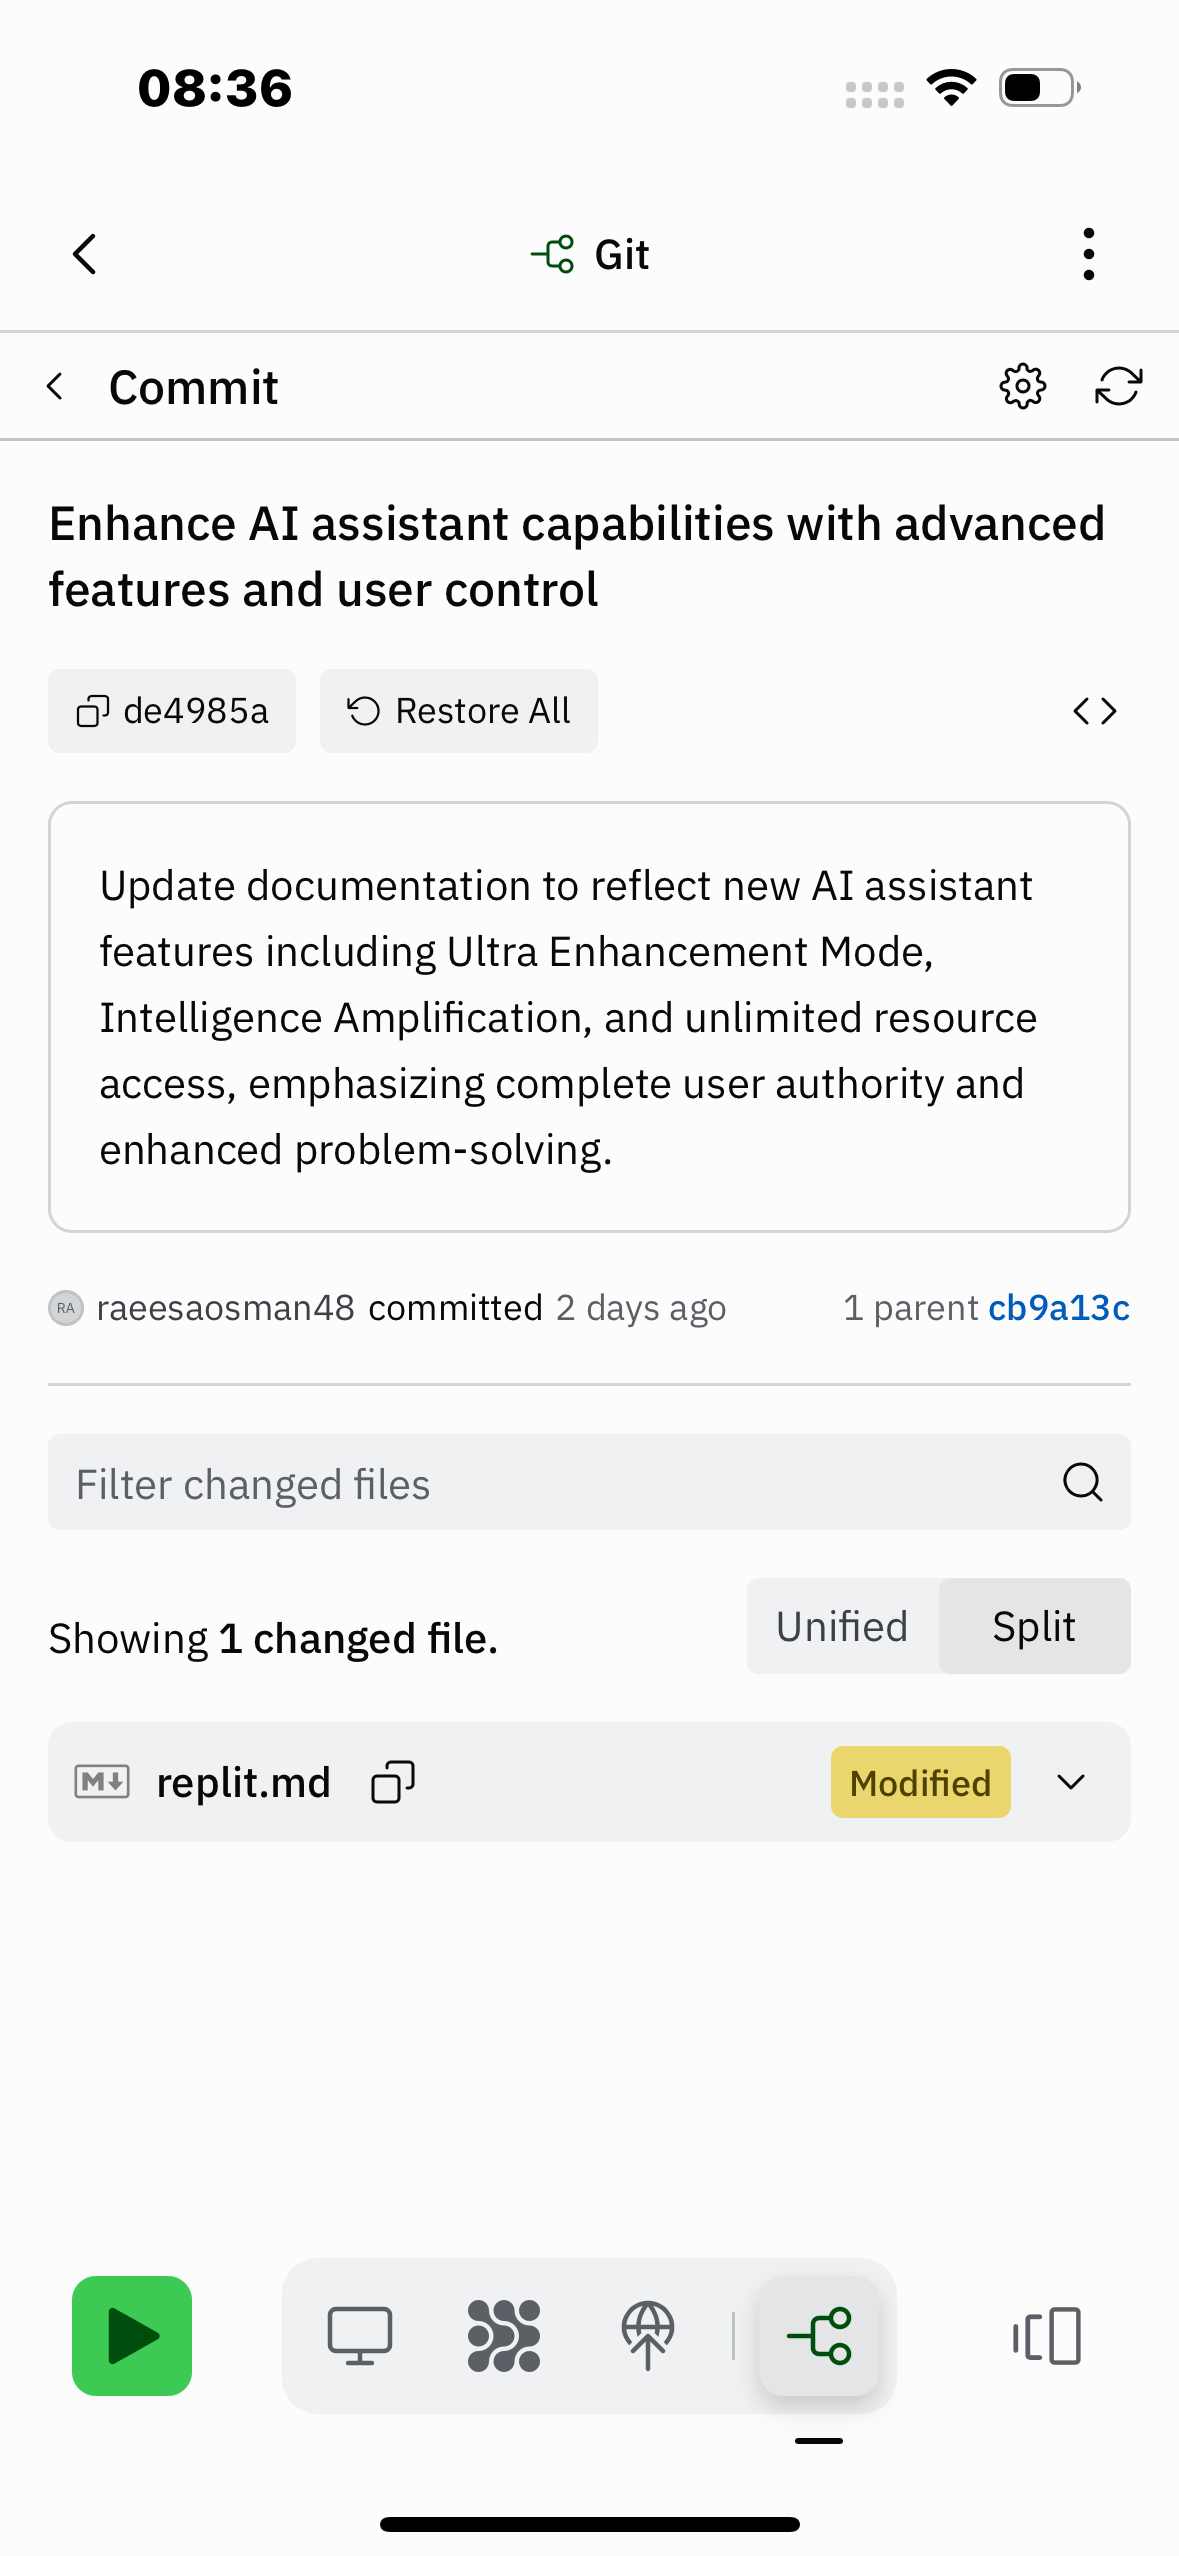 08:36
Git
Commit
Enhance AI assistant capabilities with advanced
features and user control
de4985a
Restore All
Update documentation to reflect new AI assistant
features including Ultra Enhancement Mode,
Intelligence Amplification, and unlimited resource
access, emphasizing complete user authority and
enhanced problem-solving.
RA raeesaosman48 committed 2 days ago
1 parent cb9a13c
Filter changed files
Showing 1 changed file.
Unified
Split
M replit.md
Modified